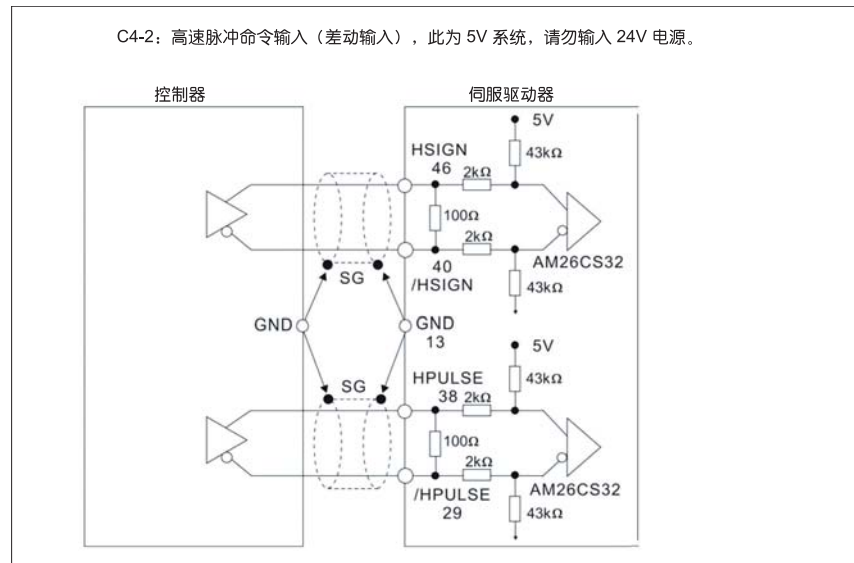 C4-2：高速脉冲命令输入（差动输入），此为 5V 系统，请勿输入 24V 电源。
控制器
伺服驱动器
5V
HSIGN
46
2kΩ
43kΩ
100Ω
2kΩ
40
/HSIGN
AM26CS32
43kΩ
SG
GND
GND
13
5V
SG
HPULSE
38
2kΩ
43kΩ
100Ω
2kΩ
/HPULSE
29
AM26CS32
43kΩ